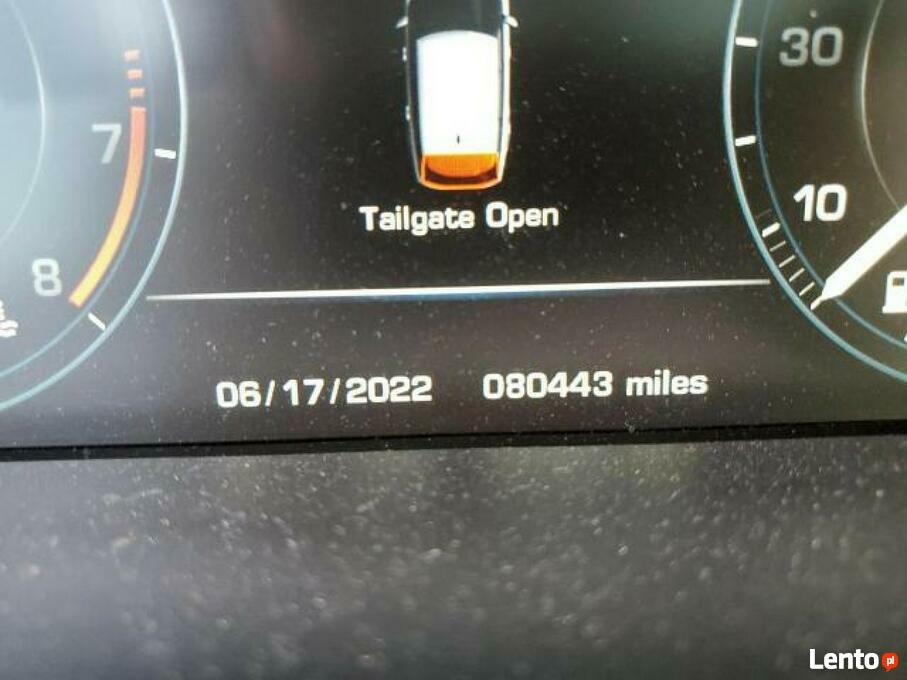 30
7
10
Tailgate Open
8
06/17/2022 080443 miles
Lento pl